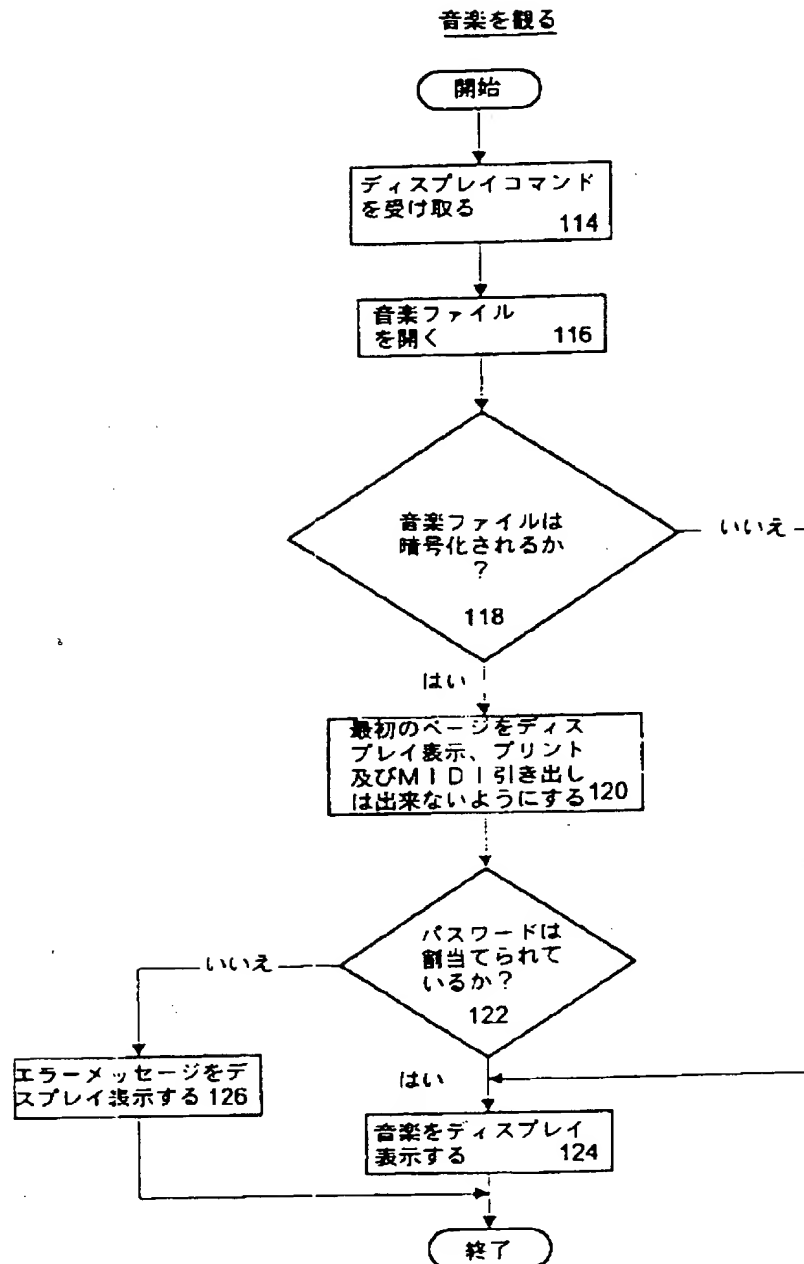 音楽を観る
開始
ディスプレイコマンド
を受け取る
114
音楽ファイル
を開く 116
音楽ファイルは
暗号化されるか
?
いいえ
118
はい
最初のページをディス
プレイ表示、プリント
及びMIDI引き出し
は出来ないようにする 120
パスワードは
割当てられて
いるか?
いいえ
122
エラーメッセージをデ
スプレイ表示する 126
はい
音楽をディスプレイ
表示する 124
終了